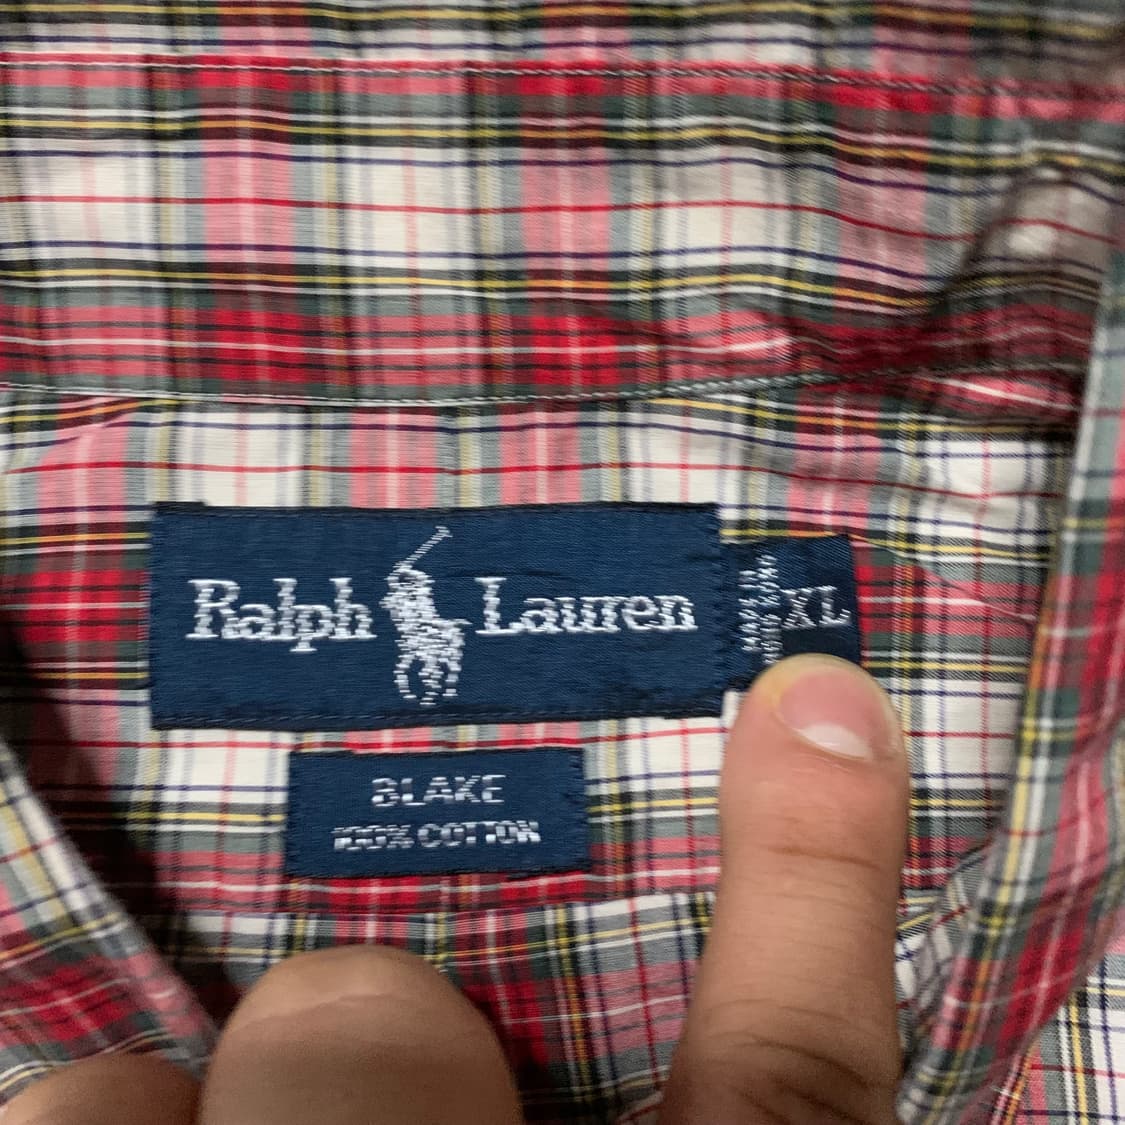 Ralph Lauren
XL
BLAKE
100% COTTON